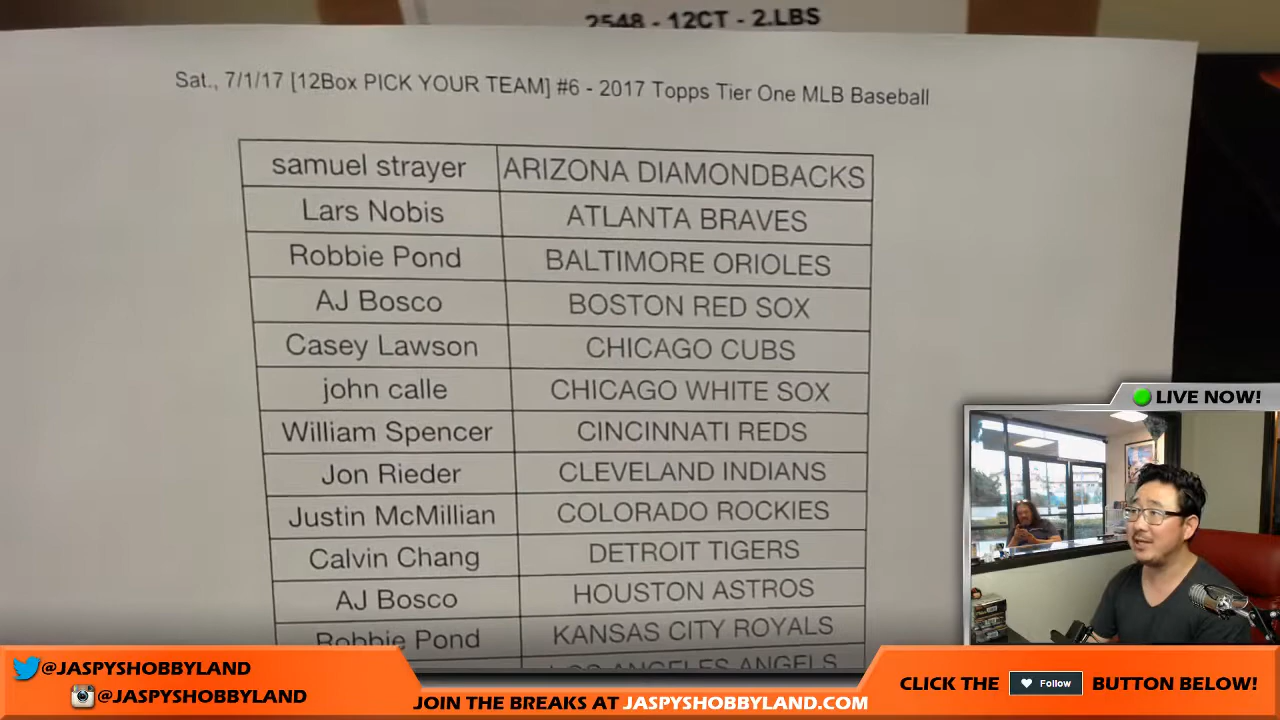 2548 - 12CT - 2.LBS
Sat., 7/1/17 [12Box PICK YOUR TEAM] #6 - 2017 Topps Tier One MLB Baseball
samuel strayer ARIZONA DIAMONDBACKS
Lars Nobis ATLANTA BRAVES
Robbie Pond BALTIMORE ORIOLES
AJ Bosco BOSTON RED SOX
Casey Lawson CHICAGO CUBS
john calle CHICAGO WHITE SOX
William Spencer CINCINNATI REDS
Jon Rieder CLEVELAND INDIANS
Justin McMillian COLORADO ROCKIES
Calvin Chang DETROIT TIGERS
AJ Bosco HOUSTON ASTROS
Robbie Pond KANSAS CITY ROYALS
LOS ANGELES ANGELS
LIVE NOW!
@JASPYSHOBBYLAND
@JASPYSHOBBYLAND
JOIN THE BREAKS AT JASPYSHOBBYLAND.COM
CLICK THE Follow BUTTON BELOW!